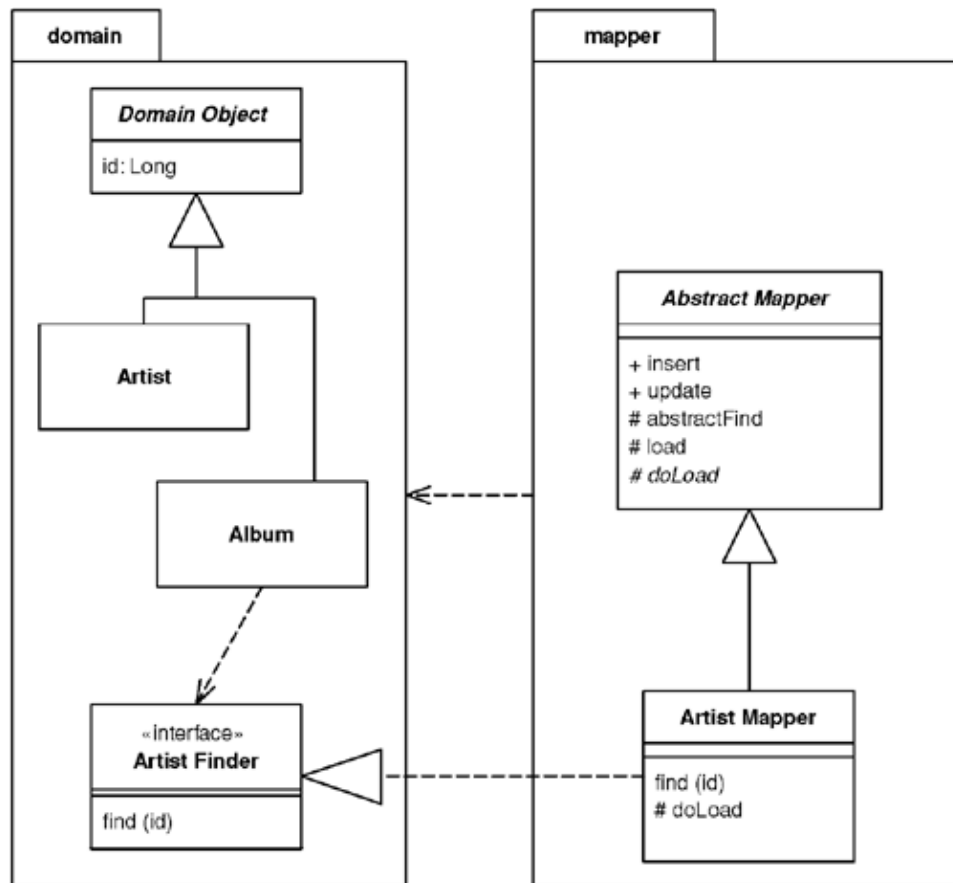 domain
Domain Object
id: Long
Artist
Album
«interface»
Artist Finder
find (id)
mapper
Abstract Mapper
+ insert
+ update
# abstractFind
# load
# doLoad
Artist Mapper
find (id)
# doLoad